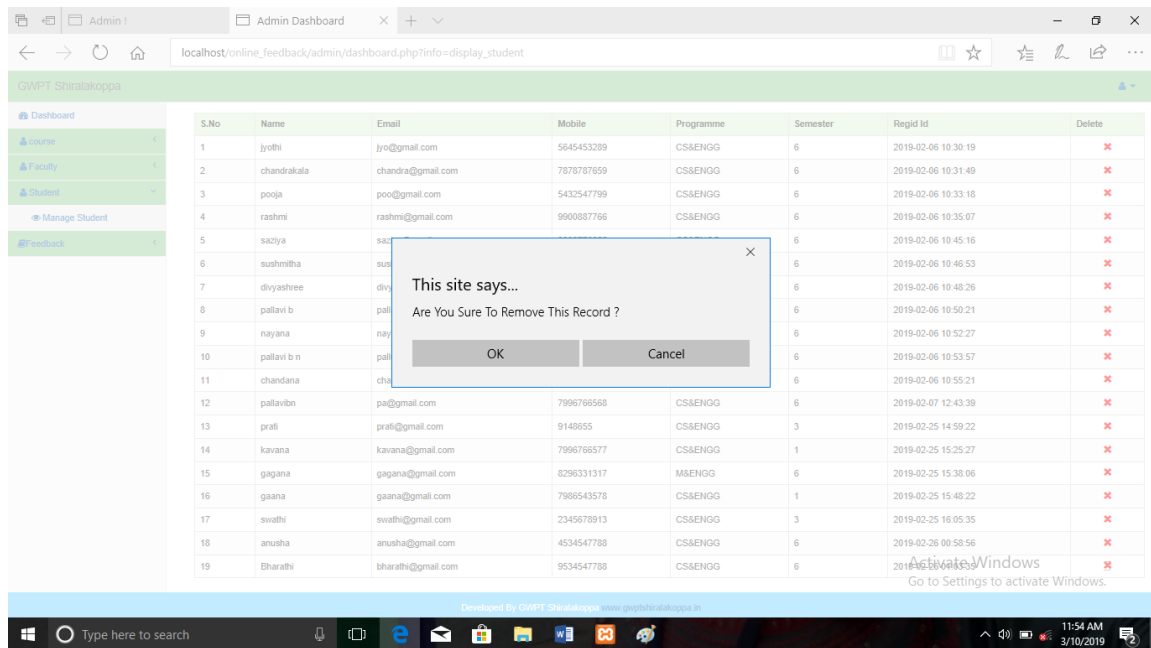 Admin |
Admin Dashboard
localhost/online_feedback/admin/dashboard.php?info=display_student
GWPT Shiralakoppa
Dashboard
course
Faculty
Student
Manage Student
Feedback
S.No Name Email Mobile Programme Semester Regid Id Delete
1 jyothi jyo@gmail.com 5645453289 CS&ENGG 6 2019-02-06 10:30:19
2 chandrakala chandra@gmail.com 7878787659 CS&ENGG 6 2019-02-06 10:31:49
3 pooja poo@gmail.com 5432547799 CS&ENGG 6 2019-02-06 10:33:18
4 rashmi rashmi@gmail.com 9900887766 CS&ENGG 6 2019-02-06 10:35:07
5 saziya 6 2019-02-06 10:45:16
6 sushmitha 6 2019-02-06 10:46:53
7 divyashree 6 2019-02-06 10:48:26
8 pallavi b 6 2019-02-06 10:50:21
9 nayana 6 2019-02-06 10:52:27
10 pallavi b n 6 2019-02-06 10:53:57
11 chandana 6 2019-02-06 10:55:21
12 pallavibn pa@gmail.com 7996766568 CS&ENGG 6 2019-02-07 12:43:39
13 prati prati@gmail.com 9148655 CS&ENGG 3 2019-02-25 14:59:22
14 kavana kavana@gmail.com 7996766577 CS&ENGG 1 2019-02-25 15:25:27
15 gagana gagana@gmail.com 8296331317 M&ENGG 6 2019-02-25 15:38:06
16 gaana gaana@gmali.com 7986543578 CS&ENGG 1 2019-02-25 15:48:22
17 swathi swathi@gmail.com 2345678913 CS&ENGG 3 2019-02-25 16:05:35
18 anusha anusha@gmail.com 4534547788 CS&ENGG 6 2019-02-26 00:58:56
19 Bharathi bharathi@gmail.com 9534547788 CS&ENGG 6
This site says...
Are You Sure To Remove This Record ?
OK Cancel
Activate Windows
Go to Settings to activate Windows.
Developed By GWPT Shiralakoppa www.gwptshiralakoppa.in
Type here to search
11:54 AM
3/10/2019
2